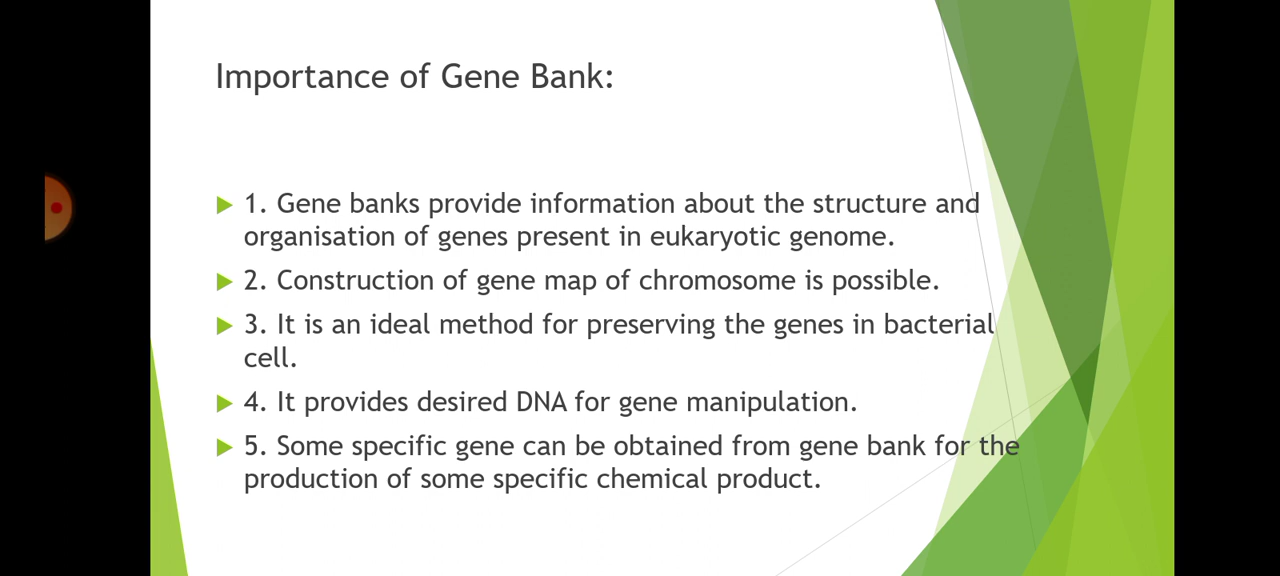 Importance of Gene Bank:
1. Gene banks provide information about the structure and
organisation of genes present in eukaryotic genome.
2. Construction of gene map of chromosome is possible.
3. It is an ideal method for preserving the genes in bacterial
cell.
4. It provides desired DNA for gene manipulation.
5. Some specific gene can be obtained from gene bank for the
production of some specific chemical product.